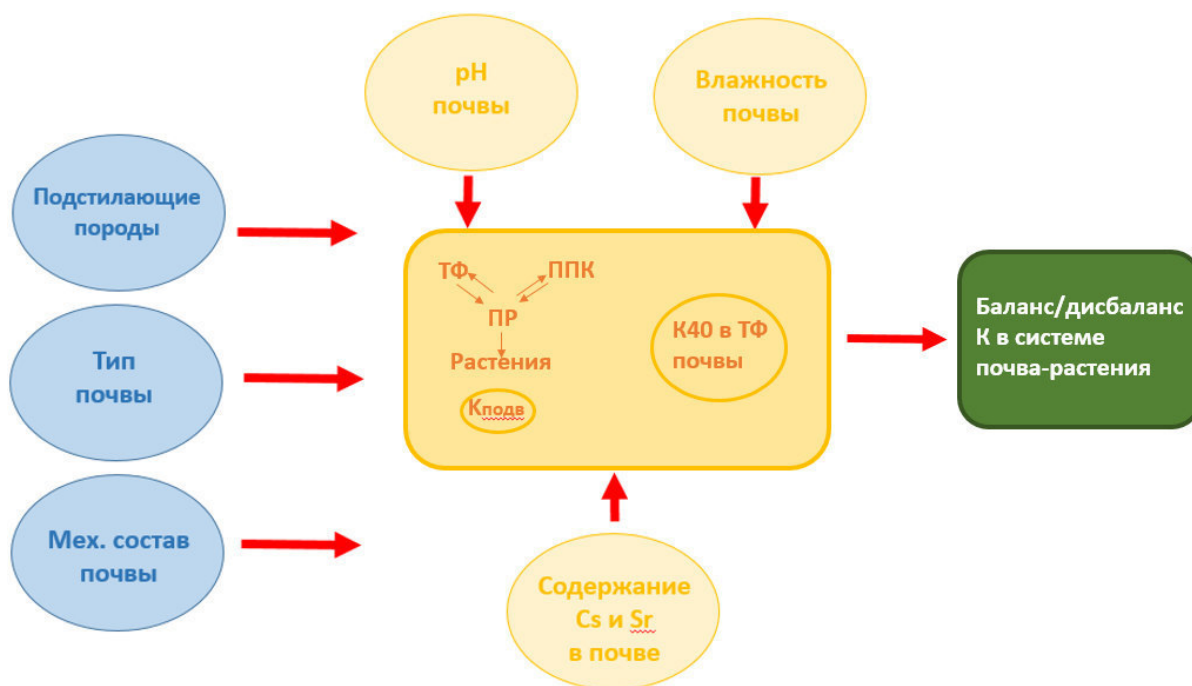 pH
почвы
Влажность
почвы
Подстилающие
породы
Тип
почвы
Мех. состав
почвы
ТФ
ППК
ПР
Растения
Кподв
К40 в ТФ
почвы
Баланс/дисбаланс
К в системе
почва-растения
Содержание
Cs и Sr
в почве